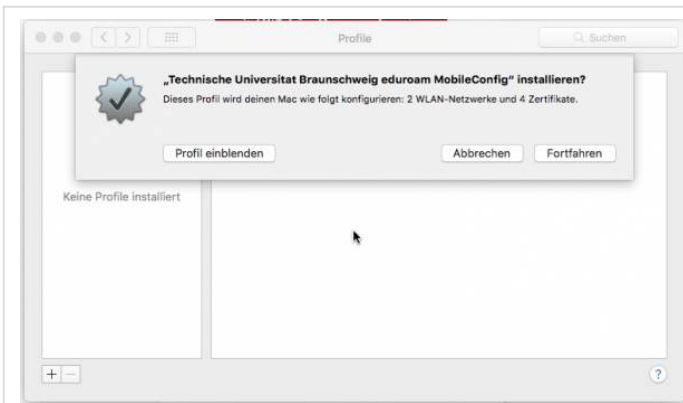 Profile
Suchen
„Technische Universitat Braunschweig eduroam MobileConfig“ installieren?
Dieses Profil wird deinen Mac wie folgt konfigurieren: 2 WLAN-Netzwerke und 4 Zertifikate.
Profil einblenden
Abbrechen
Fortfahren
Keine Profile installiert
+ −
?